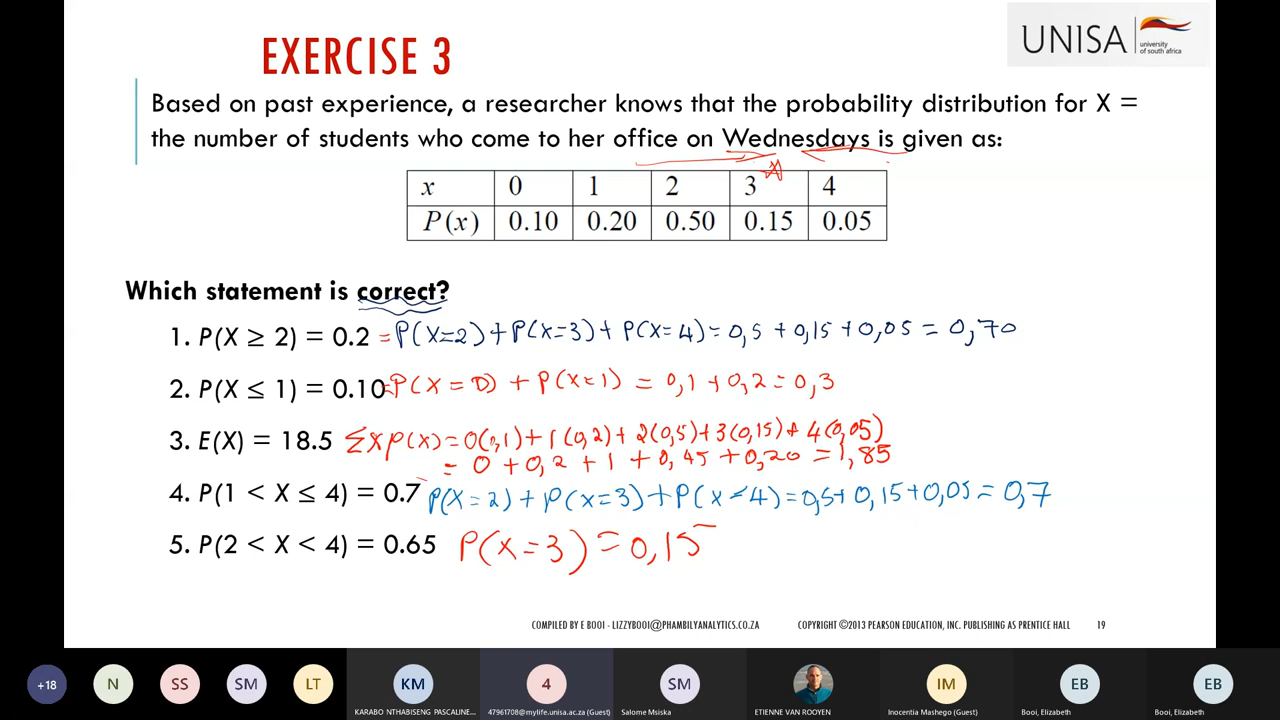 UNISA
university
of south africa
EXERCISE 3
Based on past experience, a researcher knows that the probability distribution for X =
the number of students who come to her office on Wednesdays is given as:
x 0 1 2 3 4
P(x) 0.10 0.20 0.50 0.15 0.05
Which statement is correct?
1. P(X ≥ 2) = 0.2 = P(X=2)+P(X=3)+P(X=4)=0,5+0,15+0,05=0,70
2. P(X ≤ 1) = 0.10 =P(X=0) + P(X=1) = 0,1+0,2=0,3
3. E(X) = 18.5 ΣXP(X)=0(0,1)+1(0,2)+2(0,5)+3(0,15)+4(0,05)
= 0 + 0,2 + 1 + 0,45 + 0,20 = 1,85
4. P(1 < X ≤ 4) = 0.7 P(X=2)+P(X=3)+P(X=4)=0,5+0,15+0,05=0,7
5. P(2 < X < 4) = 0.65 P(X=3)=0,15
COMPILED BY E BOOI - LIZZYBOOI@PHAMBILYANALYTICS.CO.ZA COPYRIGHT ©2013 PEARSON EDUCATION, INC. PUBLISHING AS PRENTICE HALL 19
+18 N SS SM LT KM 4 SM IM EB EB
KARABO NTHABISENG PASCALINE... 47961708@mylife.unisa.ac.za (Guest) Salome Msiska ETIENNE VAN ROOYEN Inocentia Mashego (Guest) Booi, Elizabeth Booi, Elizabeth